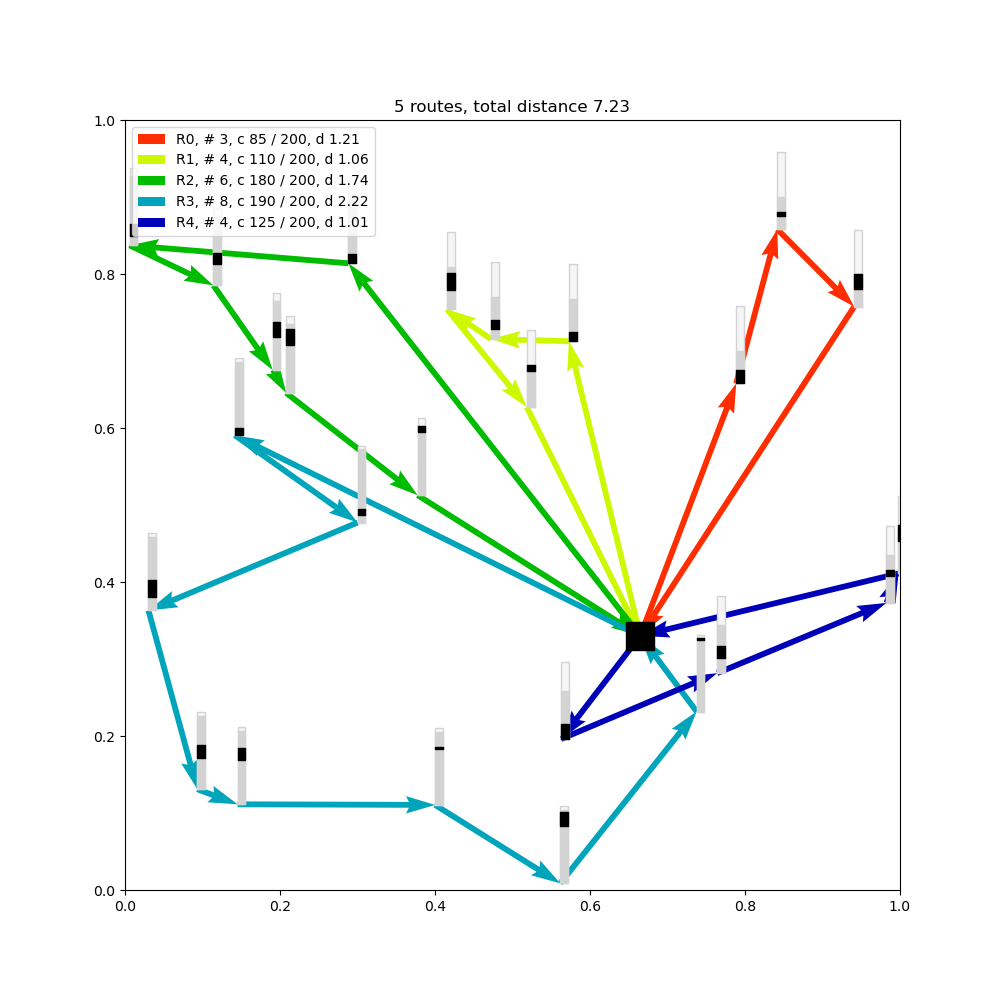 5 routes, total distance 7.23
1.0
R0, # 3, c 85 / 200, d 1.21
R1, # 4, c 110 / 200, d 1.06
R2, # 6, c 180 / 200, d 1.74
R3, # 8, c 190 / 200, d 2.22
R4, # 4, c 125 / 200, d 1.01
0.8
0.6
0.4
0.2
0.0
0.0 0.2 0.4 0.6 0.8 1.0